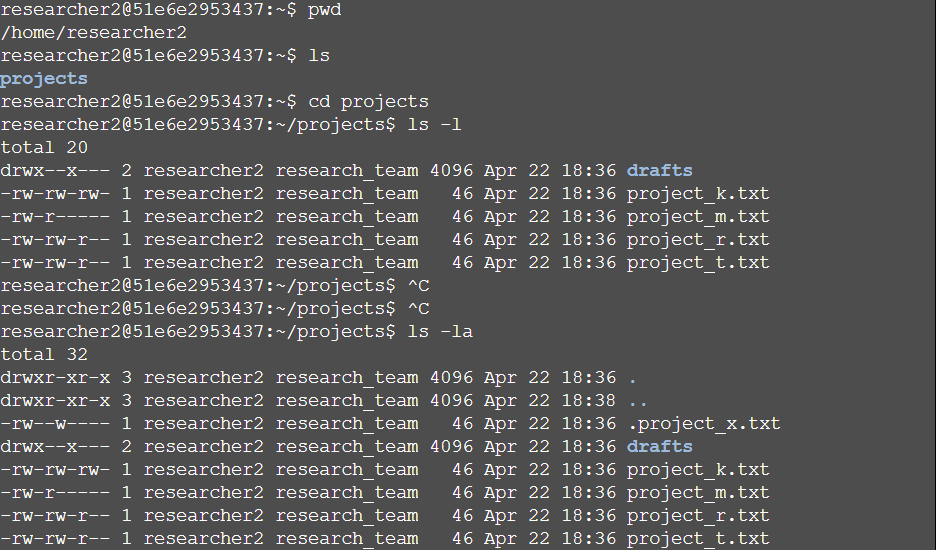 researcher2@51e6e2953437:~$ pwd
/home/researcher2
researcher2@51e6e2953437:~$ ls
projects
researcher2@51e6e2953437:~$ cd projects
researcher2@51e6e2953437:~/projects$ ls -l
total 20
drwx--x--- 2 researcher2 research_team 4096 Apr 22 18:36 drafts
-rw-rw-rw- 1 researcher2 research_team   46 Apr 22 18:36 project_k.txt
-rw-r----- 1 researcher2 research_team   46 Apr 22 18:36 project_m.txt
-rw-rw-r-- 1 researcher2 research_team   46 Apr 22 18:36 project_r.txt
-rw-rw-r-- 1 researcher2 research_team   46 Apr 22 18:36 project_t.txt
researcher2@51e6e2953437:~/projects$ ^C
researcher2@51e6e2953437:~/projects$ ^C
researcher2@51e6e2953437:~/projects$ ls -la
total 32
drwxr-xr-x 3 researcher2 research_team 4096 Apr 22 18:36 .
drwxr-xr-x 3 researcher2 research_team 4096 Apr 22 18:38 ..
-rw--w---- 1 researcher2 research_team   46 Apr 22 18:36 .project_x.txt
drwx--x--- 2 researcher2 research_team 4096 Apr 22 18:36 drafts
-rw-rw-rw- 1 researcher2 research_team   46 Apr 22 18:36 project_k.txt
-rw-r----- 1 researcher2 research_team   46 Apr 22 18:36 project_m.txt
-rw-rw-r-- 1 researcher2 research_team   46 Apr 22 18:36 project_r.txt
-rw-rw-r-- 1 researcher2 research_team   46 Apr 22 18:36 project_t.txt